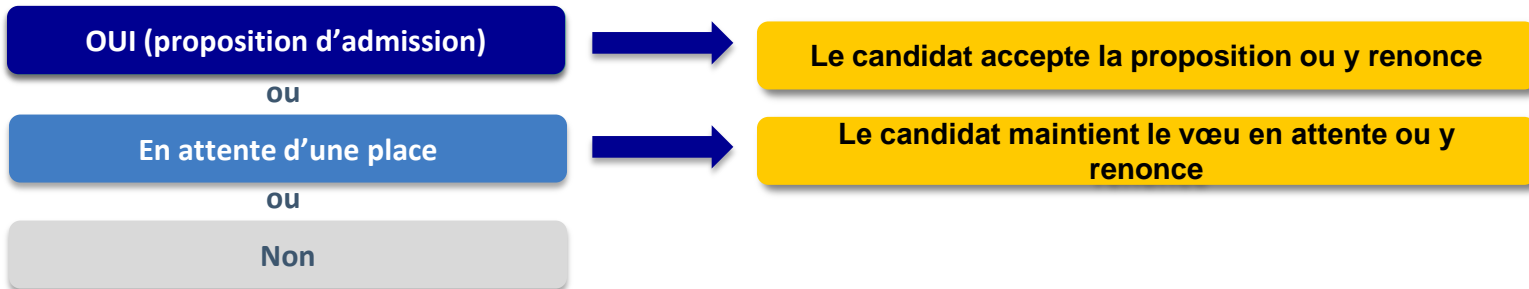 OUI (proposition d’admission)
Le candidat accepte la proposition ou y renonce
ou
En attente d’une place
Le candidat maintient le vœu en attente ou y
renonce
ou
Non